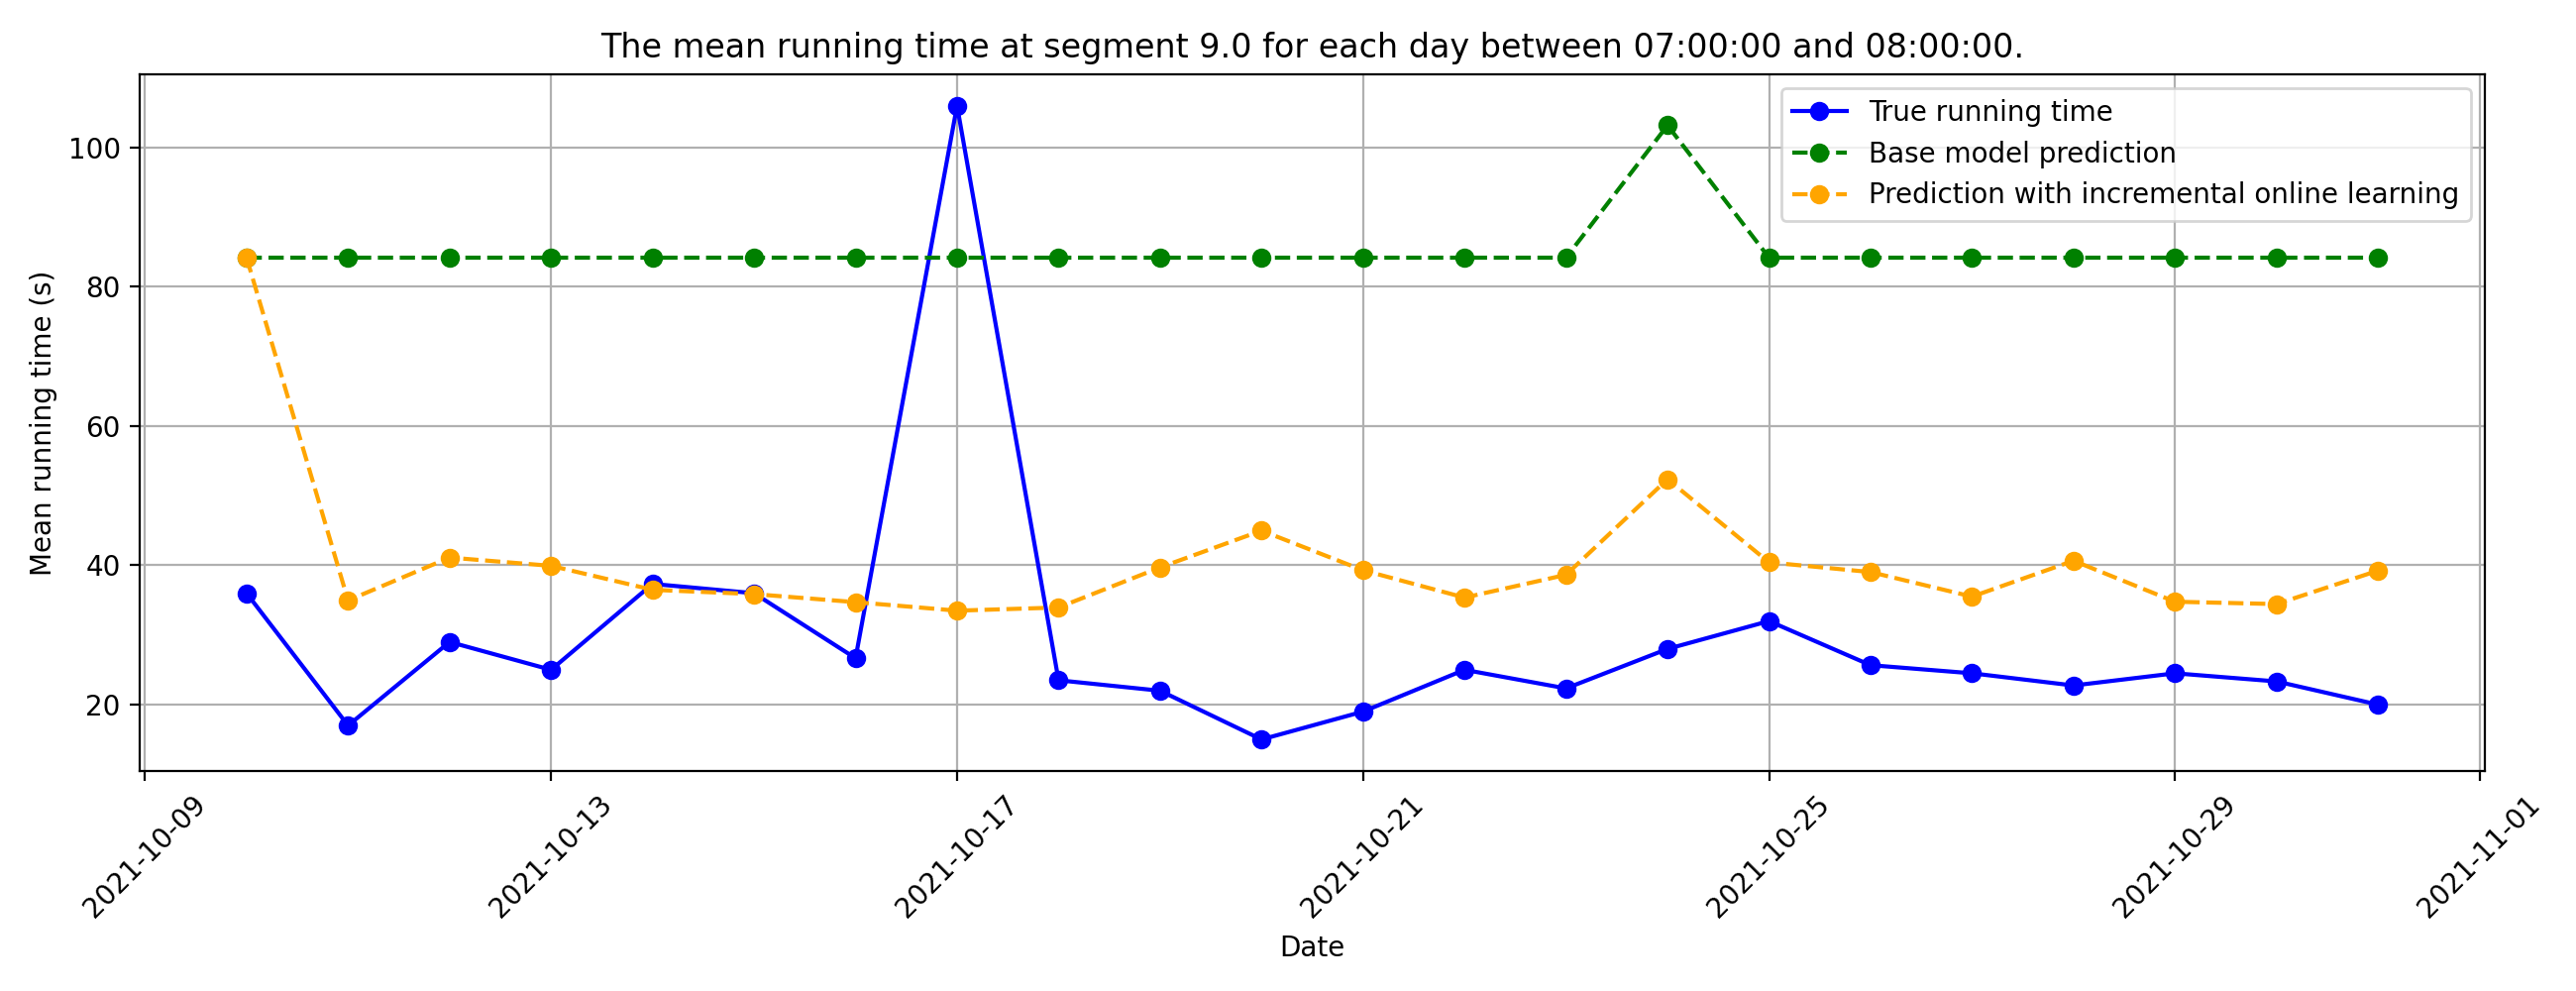 The mean running time at segment 9.0 for each day between 07:00:00 and 08:00:00.
True running time
Base model prediction
Prediction with incremental online learning
Mean running time (s)
100
80
60
40
20
2021-10-09
2021-10-13
2021-10-17
2021-10-21
2021-10-25
2021-10-29
2021-11-01
Date